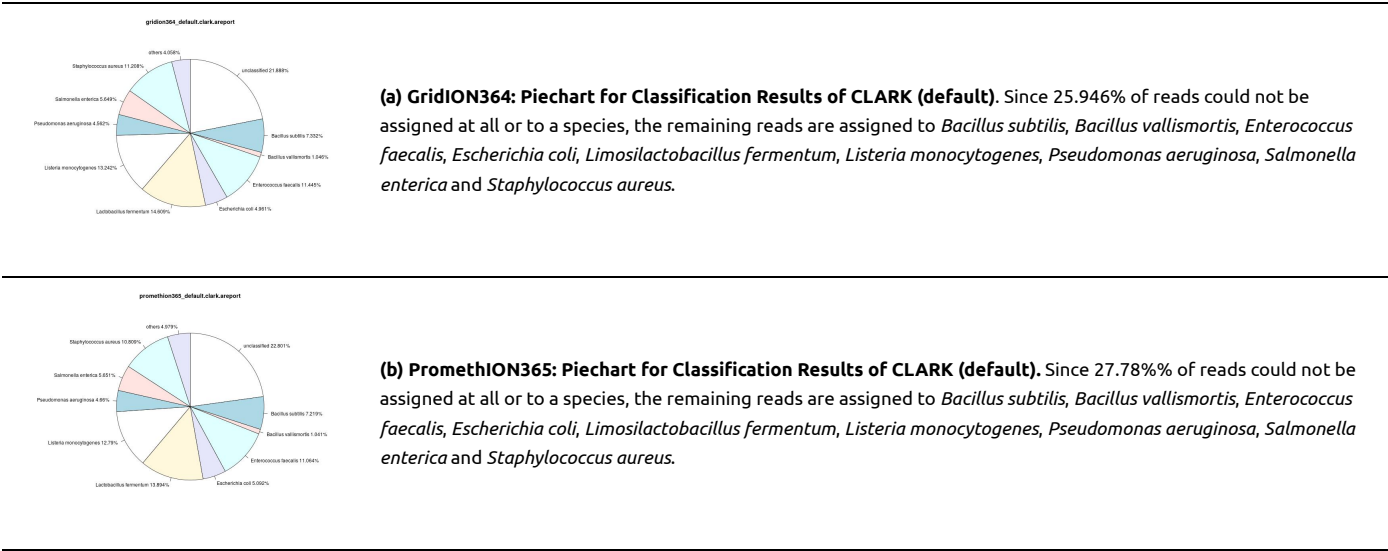 gridion364_default.clark.areport
others 4.058%
unclassified 21.888%
Staphylococcus aureus 11.208%
Salmonella enterica 5.649%
Pseudomonas aeruginosa 4.562%
Bacillus subtilis 7.332%
Bacillus vallismortis 1.046%
Listeria monocytogenes 13.242%
Enterococcus faecalis 11.445%
Lactobacillus fermentum 14.609%
Escherichia coli 4.961%
(a) GridION364: Piechart for Classification Results of CLARK (default). Since 25.946% of reads could not be
assigned at all or to a species, the remaining reads are assigned to Bacillus subtilis, Bacillus vallismortis, Enterococcus
faecalis, Escherichia coli, Limosilactobacillus fermentum, Listeria monocytogenes, Pseudomonas aeruginosa, Salmonella
enterica and Staphylococcus aureus.
promethion365_default.clark.areport
others 4.979%
unclassified 22.801%
Staphylococcus aureus 10.809%
Salmonella enterica 5.651%
Pseudomonas aeruginosa 4.66%
Bacillus subtilis 7.219%
Bacillus vallismortis 1.041%
Listeria monocytogenes 12.79%
Enterococcus faecalis 11.064%
Lactobacillus fermentum 13.894%
Escherichia coli 5.092%
(b) PromethION365: Piechart for Classification Results of CLARK (default). Since 27.78%% of reads could not be
assigned at all or to a species, the remaining reads are assigned to Bacillus subtilis, Bacillus vallismortis, Enterococcus
faecalis, Escherichia coli, Limosilactobacillus fermentum, Listeria monocytogenes, Pseudomonas aeruginosa, Salmonella
enterica and Staphylococcus aureus.